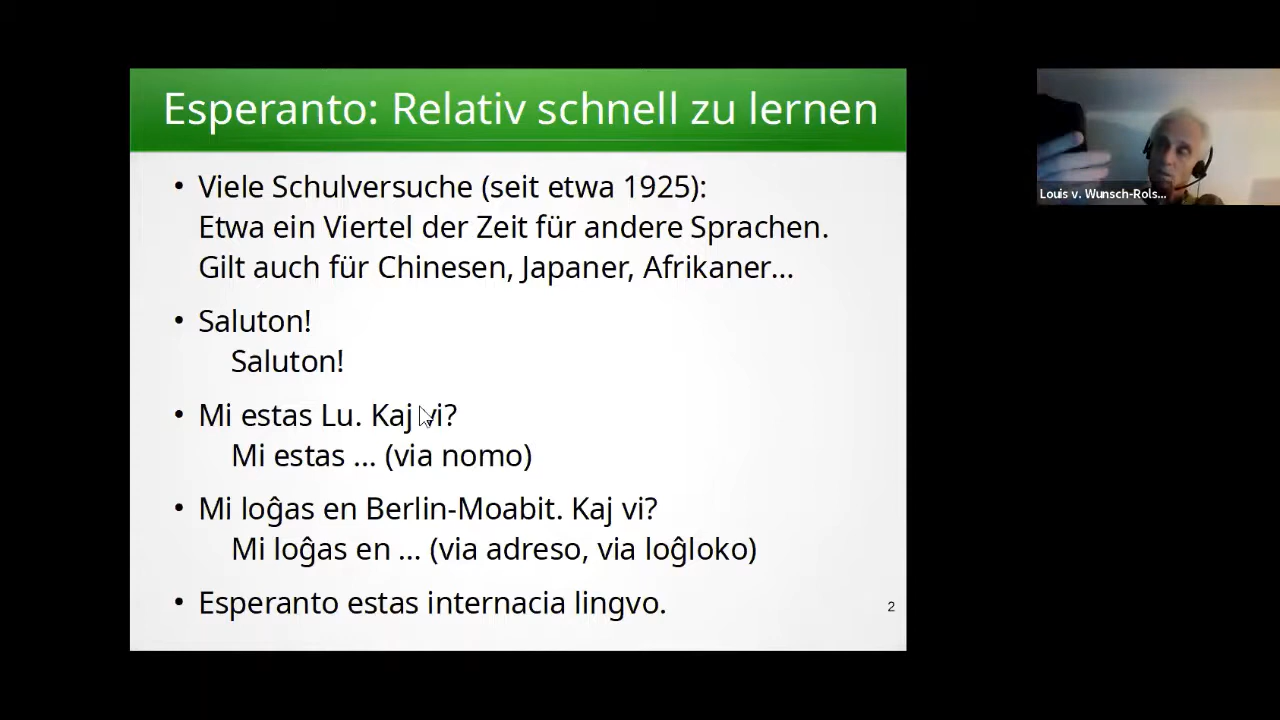 Esperanto: Relativ schnell zu lernen
• Viele Schulversuche (seit etwa 1925):
Etwa ein Viertel der Zeit für andere Sprachen.
Gilt auch für Chinesen, Japaner, Afrikaner...
• Saluton!
Saluton!
• Mi estas Lu. Kaj vi?
Mi estas ... (via nomo)
• Mi loĝas en Berlin-Moabit. Kaj vi?
Mi loĝas en ... (via adreso, via loĝloko)
• Esperanto estas internacia lingvo.
2
Louis v. Wunsch-Rols...